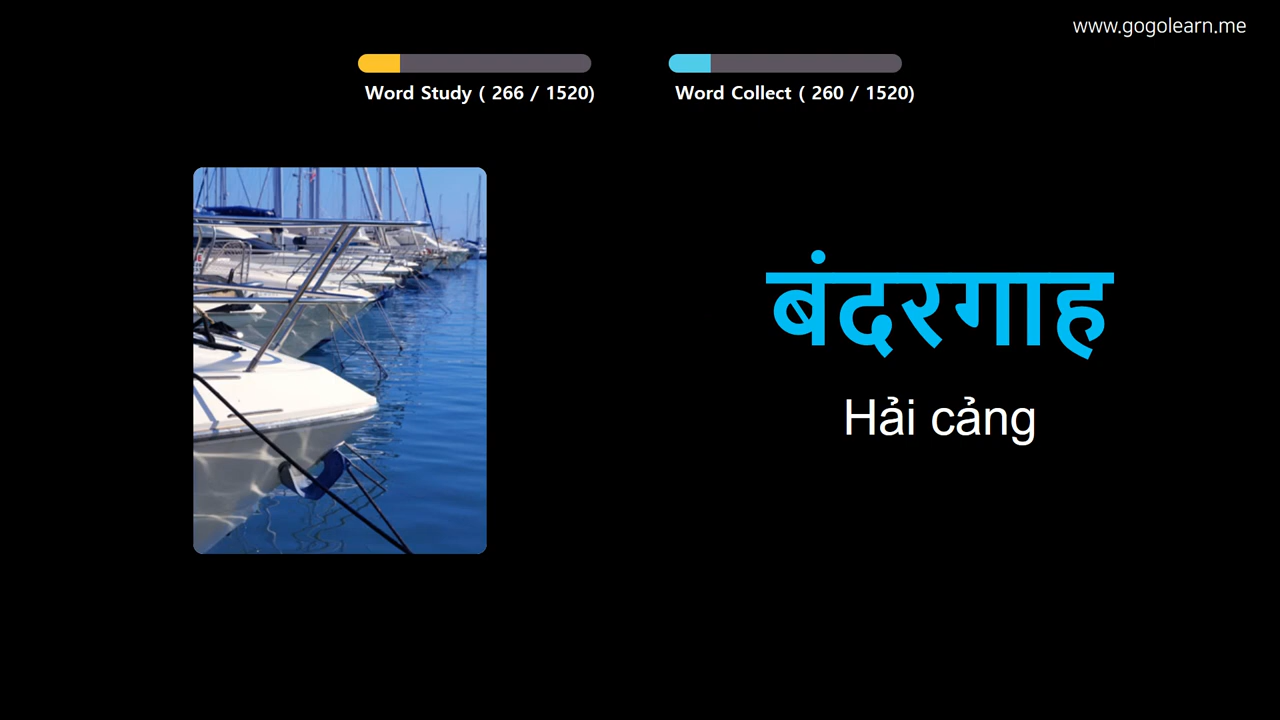 www.gogolearn.me
Word Study ( 266 / 1520)
Word Collect ( 260 / 1520)
बंदरगाह
Hải cảng